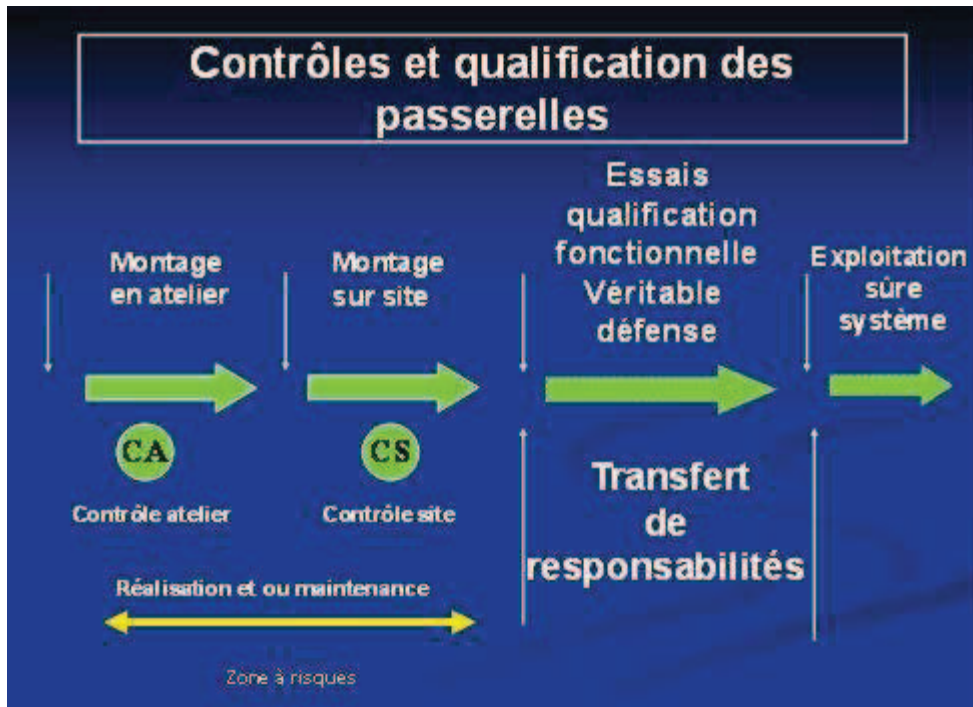 Contrôles et qualification des
passerelles
Montage
en atelier
Montage
sur site
Essais
qualification
fonctionnelle
Véritable
défense
Exploitation
sûre
système
CA
CS
Contrôle atelier
Contrôle site
Transfert
de
responsabilités
Réalisation et ou maintenance
Zone à risques